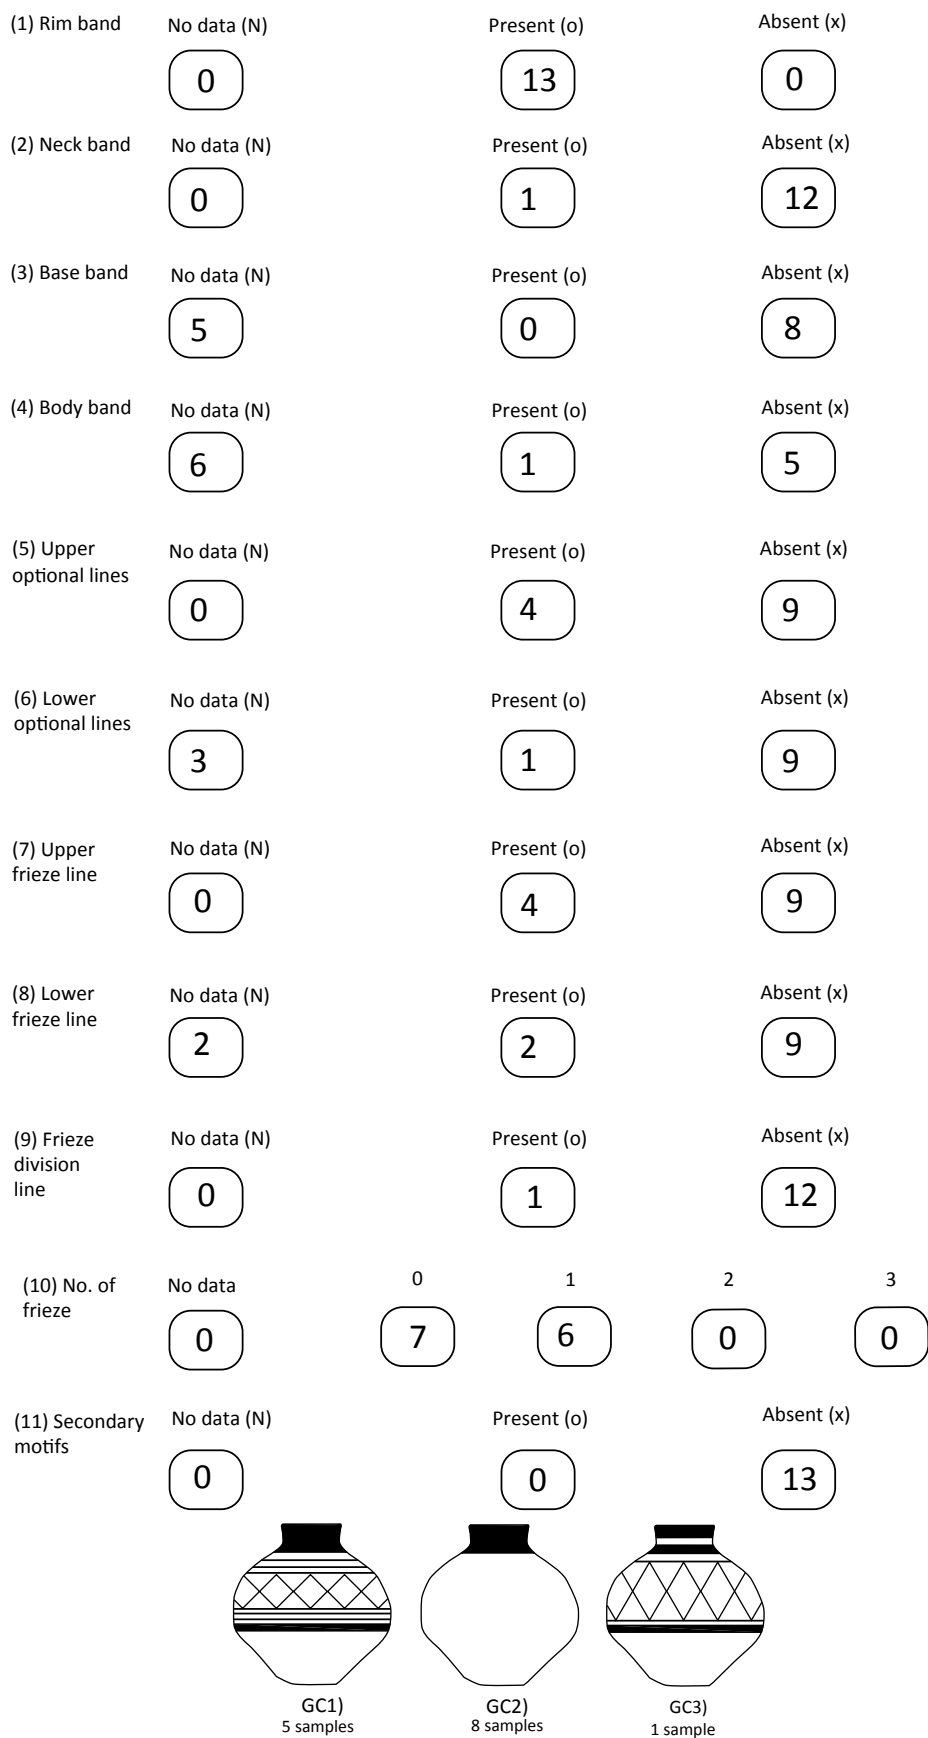 (1) Rim band No data (N) Present (o) Absent (x)
0 13 0
(2) Neck band No data (N) Present (o) Absent (x)
0 1 12
(3) Base band No data (N) Present (o) Absent (x)
5 0 8
(4) Body band No data (N) Present (o) Absent (x)
6 1 5
(5) Upper No data (N) Present (o) Absent (x)
optional lines
0 4 9
(6) Lower No data (N) Present (o) Absent (x)
optional lines
3 1 9
(7) Upper No data (N) Present (o) Absent (x)
frieze line
0 4 9
(8) Lower No data (N) Present (o) Absent (x)
frieze line
2 2 9
(9) Frieze No data (N) Present (o) Absent (x)
division
line
0 1 12
(10) No. of No data 0 1 2 3
frieze
0 7 6 0 0
(11) Secondary No data (N) Present (o) Absent (x)
motifs
0 0 13
GC1) GC2) GC3)
5 samples 8 samples 1 sample